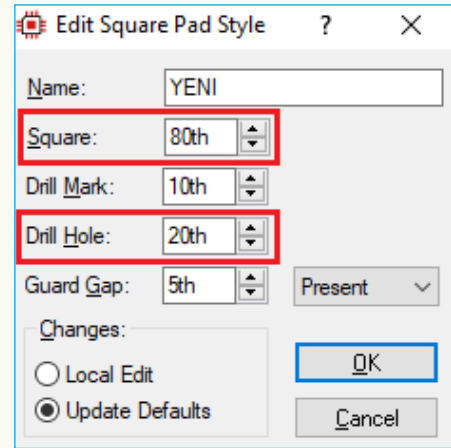 Edit Square Pad Style ? X
Name: YENI
Square: 80th
Drill Mark: 10th
Drill Hole: 20th
Guard Gap: 5th Present
Changes:
Local Edit
OK
Update Defaults
Cancel